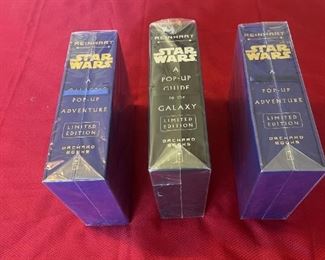 REINHART
STAR
WARS
A
POP-UP
ADVENTURE
LIMITED
EDITION
ORCHARD
BOOKS
REINHART
STAR
WARS
A
POP-UP
GUIDE
to the
GALAXY
LIMITED
EDITION
ORCHARD
BOOKS
REINHART
STAR
WARS
A
POP-UP
ADVENTURE
LIMITED
EDITION
ORCHARD
BOOKS